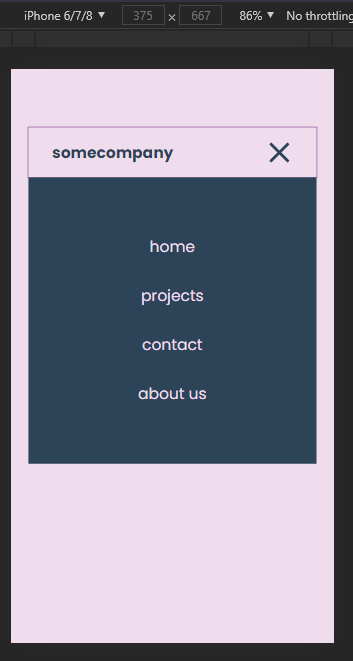 iPhone 6/7/8 ▼ 375 × 667 86% ▼ No throttling
somecompany
home
projects
contact
about us